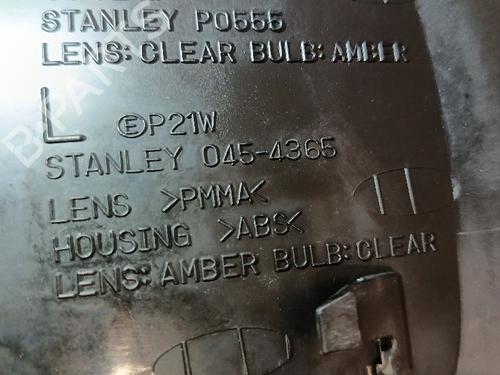 STANLEY P0555
LENS: CLEAR BULB: AMBER
L
E P21W
STANLEY 045-4365
LENS >PMMA<
HOUSING >ABS<
LENS: AMBER BULB: CLEAR